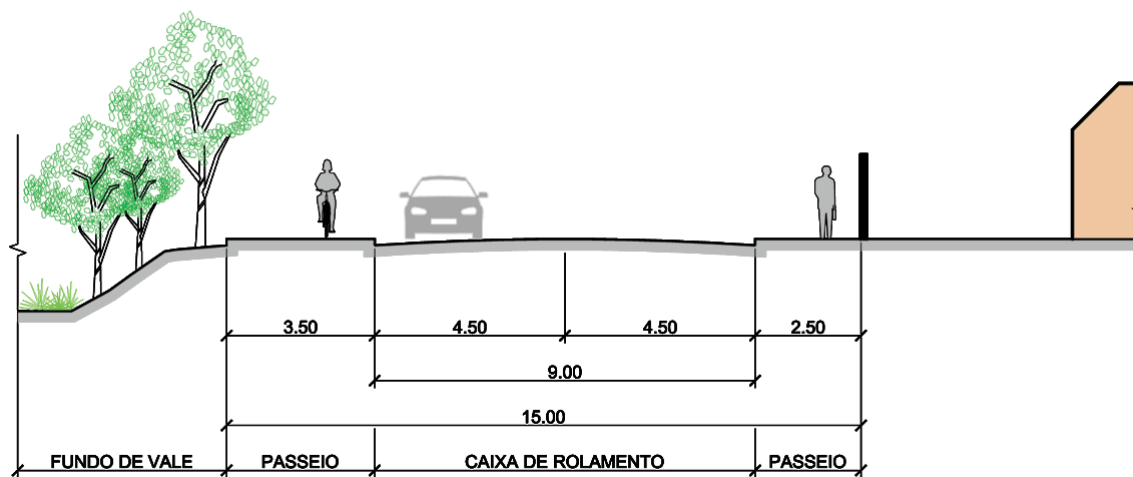 3.50 4.50 4.50 2.50
9.00
15.00
FUNDO DE VALE PASSEIO CAIXA DE ROLAMENTO PASSEIO